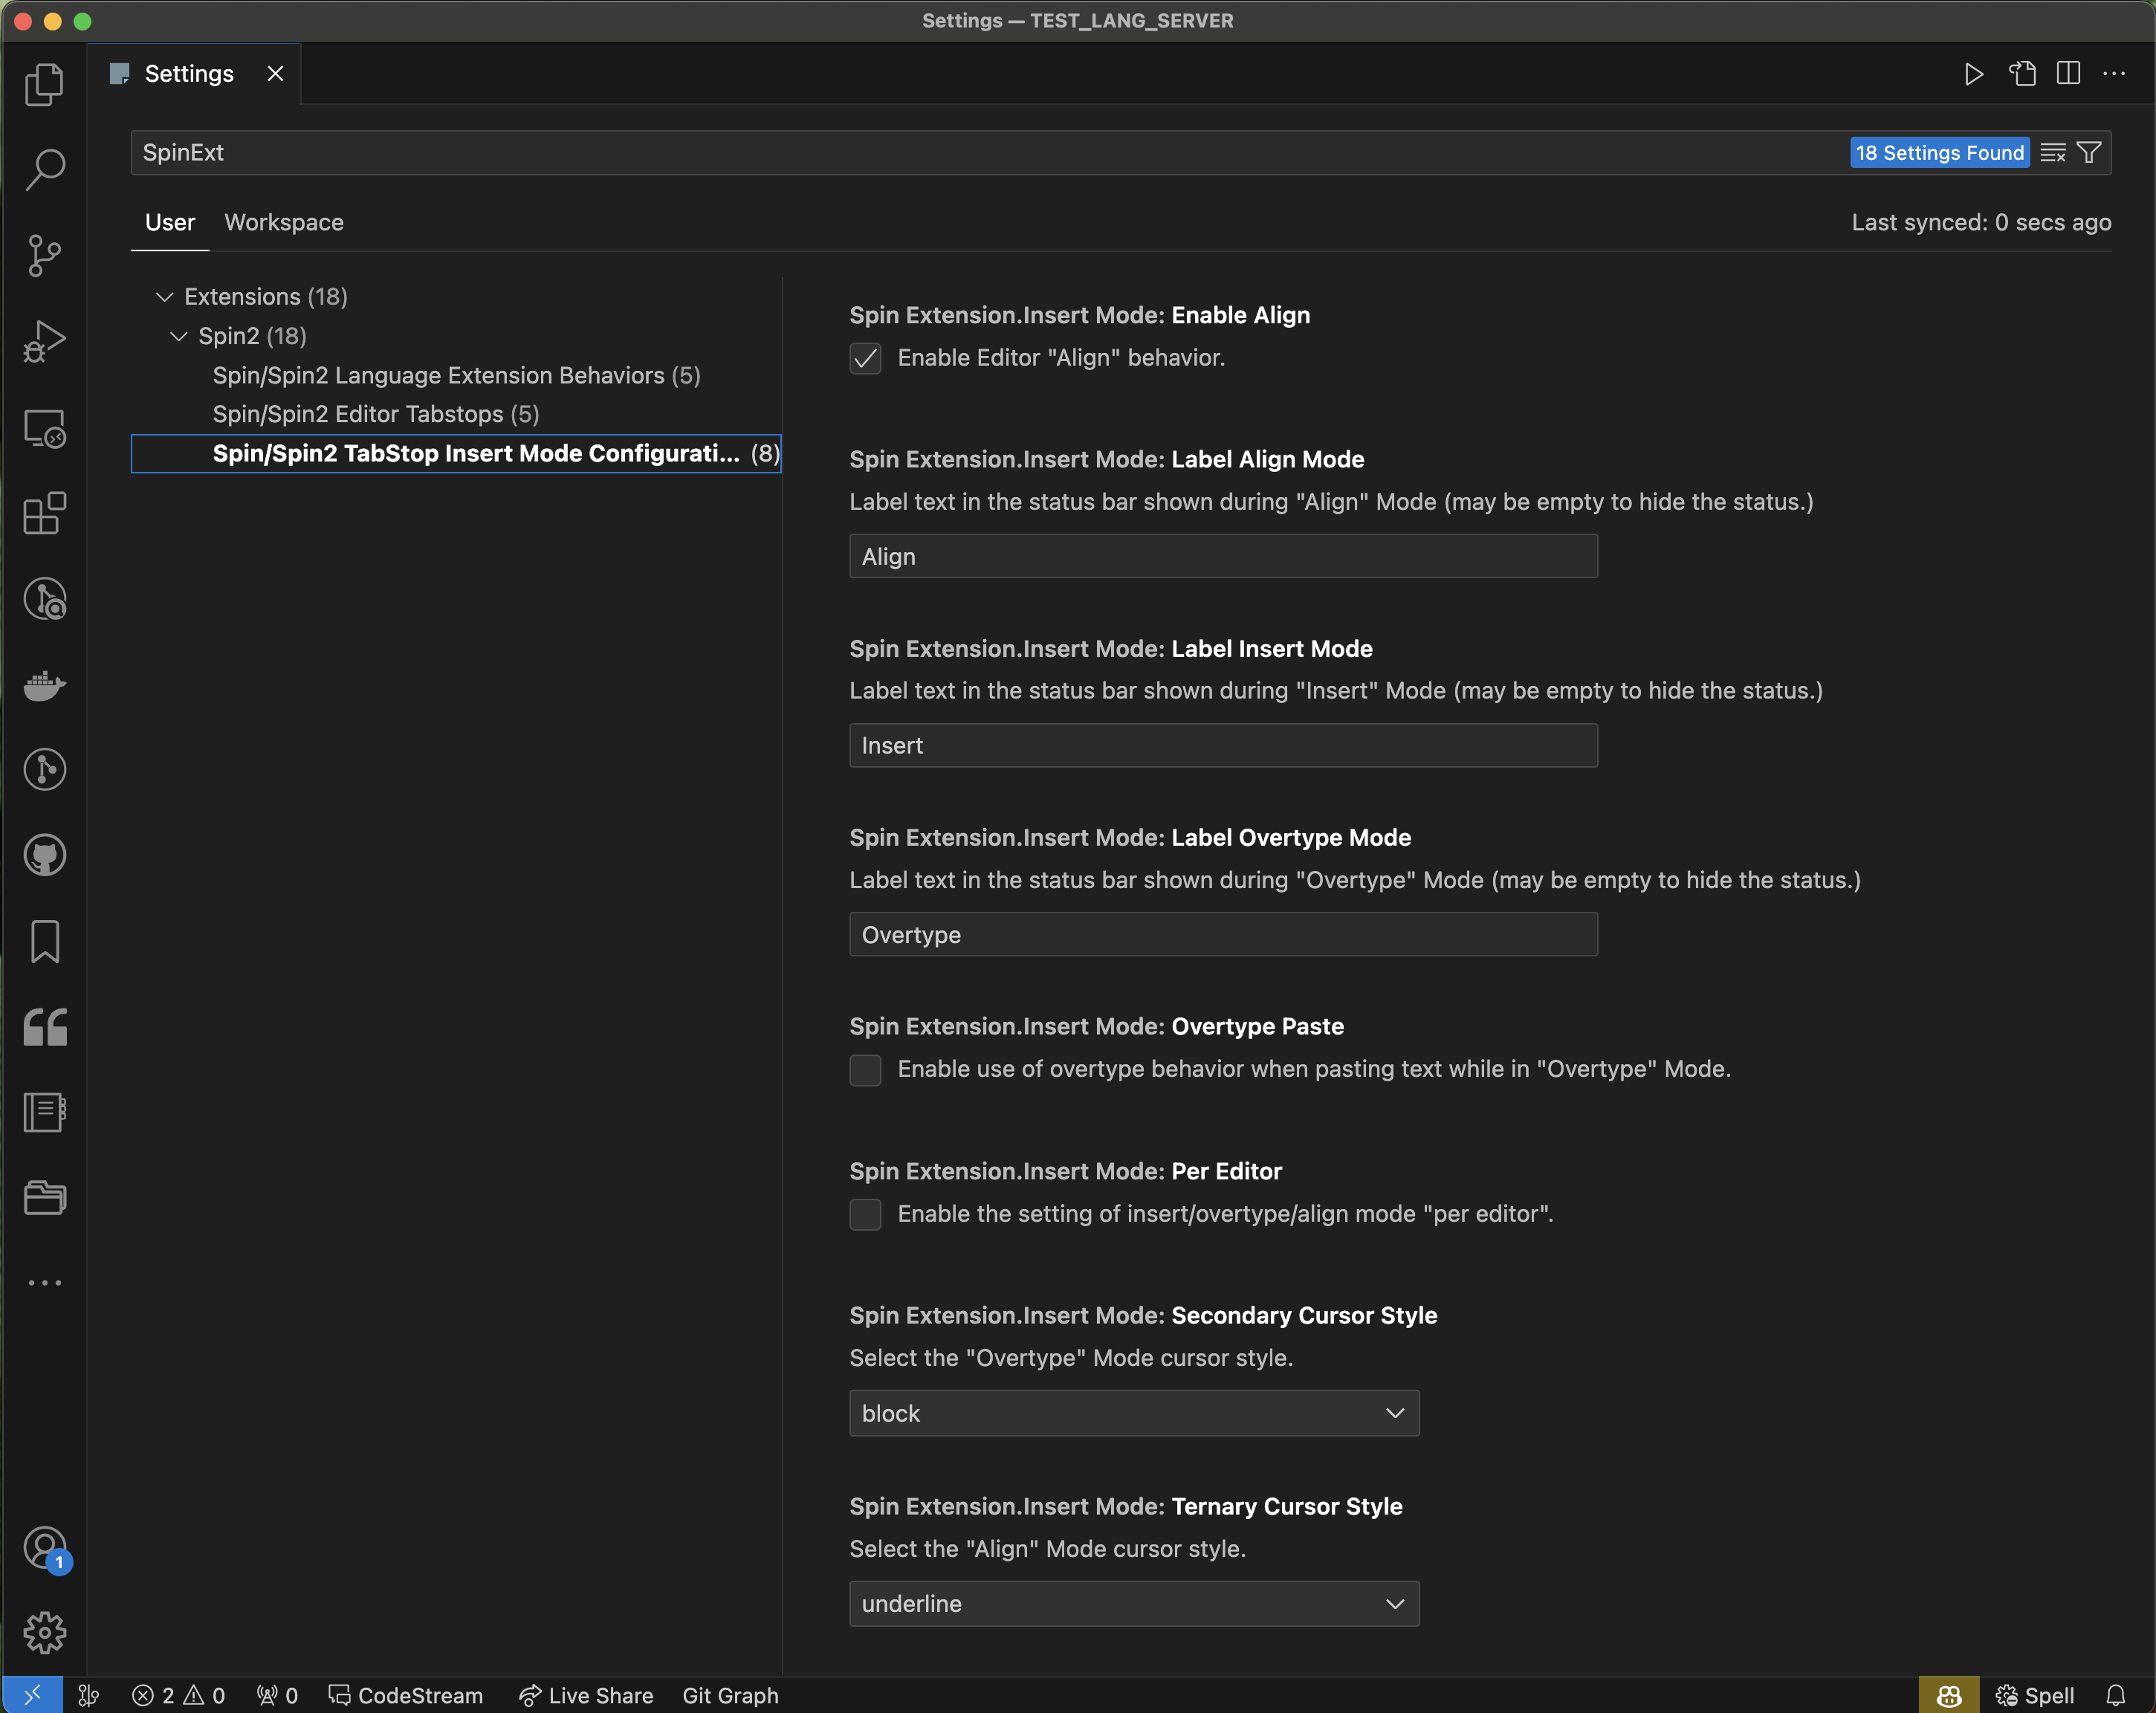 Settings — TEST_LANG_SERVER
Settings
SpinExt
18 Settings Found
User
Workspace
Last synced: 0 secs ago
Extensions (18)
Spin2 (18)
Spin/Spin2 Language Extension Behaviors (5)
Spin/Spin2 Editor Tabstops (5)
Spin/Spin2 TabStop Insert Mode Configurati... (8)
Spin Extension.Insert Mode: Enable Align
Enable Editor "Align" behavior.
Spin Extension.Insert Mode: Label Align Mode
Label text in the status bar shown during "Align" Mode (may be empty to hide the status.)
Align
Spin Extension.Insert Mode: Label Insert Mode
Label text in the status bar shown during "Insert" Mode (may be empty to hide the status.)
Insert
Spin Extension.Insert Mode: Label Overtype Mode
Label text in the status bar shown during "Overtype" Mode (may be empty to hide the status.)
Overtype
Spin Extension.Insert Mode: Overtype Paste
Enable use of overtype behavior when pasting text while in "Overtype" Mode.
Spin Extension.Insert Mode: Per Editor
Enable the setting of insert/overtype/align mode "per editor".
Spin Extension.Insert Mode: Secondary Cursor Style
Select the "Overtype" Mode cursor style.
block
Spin Extension.Insert Mode: Ternary Cursor Style
Select the "Align" Mode cursor style.
underline
1
2 0 0 CodeStream Live Share Git Graph Spell